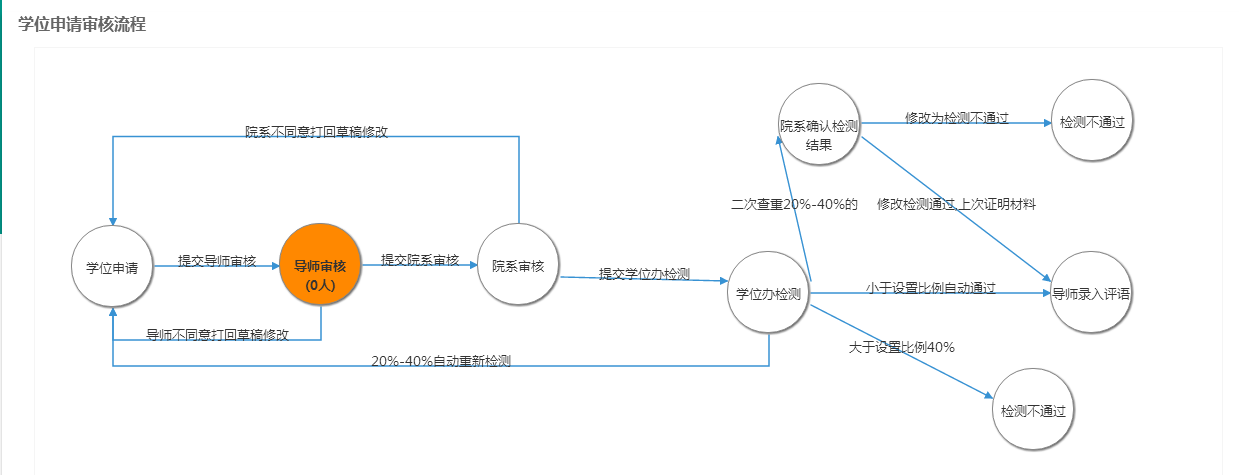 学位申请审核流程
院系不同意打回草稿修改
院系确认检测
结果
修改为检测不通过
检测不通过
二次查重20%-40%的
修改检测通过,上次证明材料
学位申请
提交导师审核
导师审核
(0人)
提交院系审核
院系审核
提交学位办检测
学位办检测
小于设置比例自动通过
导师录入评语
导师不同意打回草稿修改
20%-40%自动重新检测
大于设置比例40%
检测不通过